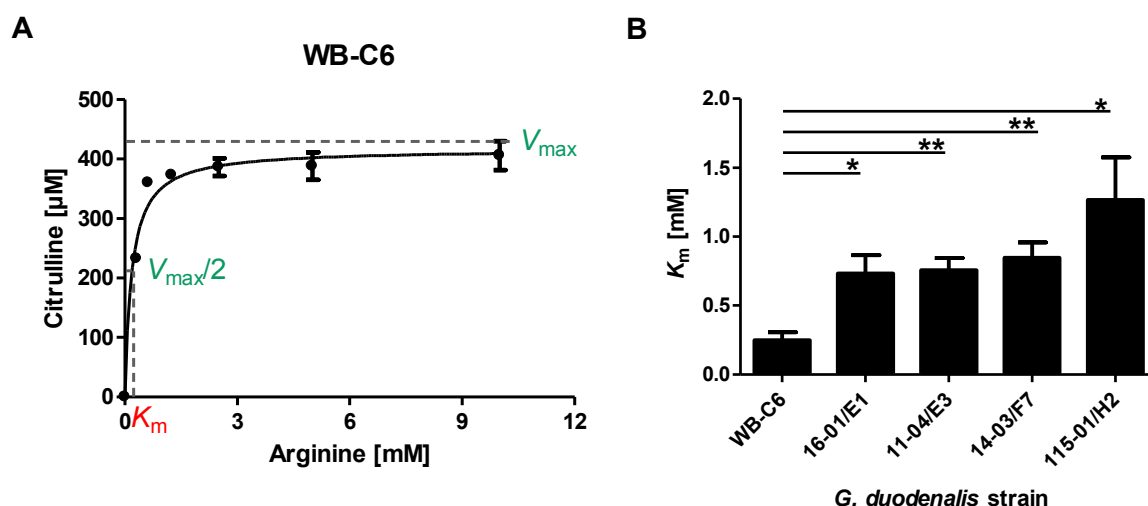 A
WB-C6
500
400
300
200
100
0
Citrulline [µM]
Vmax
Vmax/2
Km
0
3
6
9
12
Arginine [mM]
B
2.0
1.5
1.0
0.5
0.0
Km [mM]
*
**
**
*
WB-C6
16-01/E1
11-04/E3
14-03/F7
115-01/H2
G. duodenalis strain